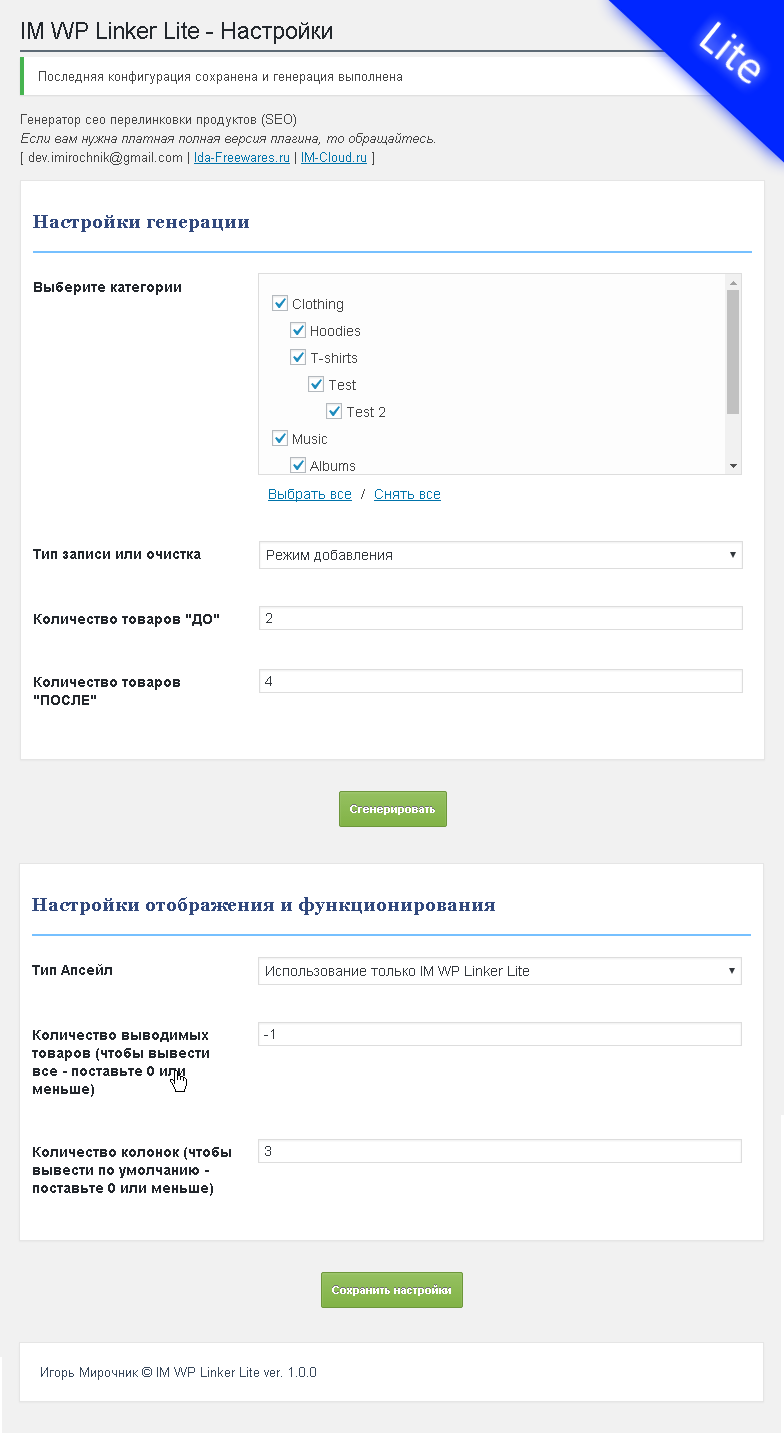 IM WP Linker Lite - Настройки
Lite
Последняя конфигурация сохранена и генерация выполнена
Генератор сео перелинковки продуктов (SEO)
Если вам нужна платная полная версия плагина, то обращайтесь.
[ dev.imirochnik@gmail.com | Ida-Freewares.ru | IM-Cloud.ru ]
Настройки генерации
Выберите категории
Clothing
Hoodies
T-shirts
Test
Test 2
Music
Albums
Выбрать все / Снять все
Тип записи или очистка
Режим добавления
Количество товаров "ДО"
2
Количество товаров
"ПОСЛЕ"
4
Сгенерировать
Настройки отображения и функционирования
Тип Апсейл
Использование только IM WP Linker Lite
Количество выводимых
товаров (чтобы вывести
все - поставьте 0 или
меньше)
-1
Количество колонок (чтобы
вывести по умолчанию -
поставьте 0 или меньше)
3
Сохранить настройки
Игорь Мирочник © IM WP Linker Lite ver. 1.0.0